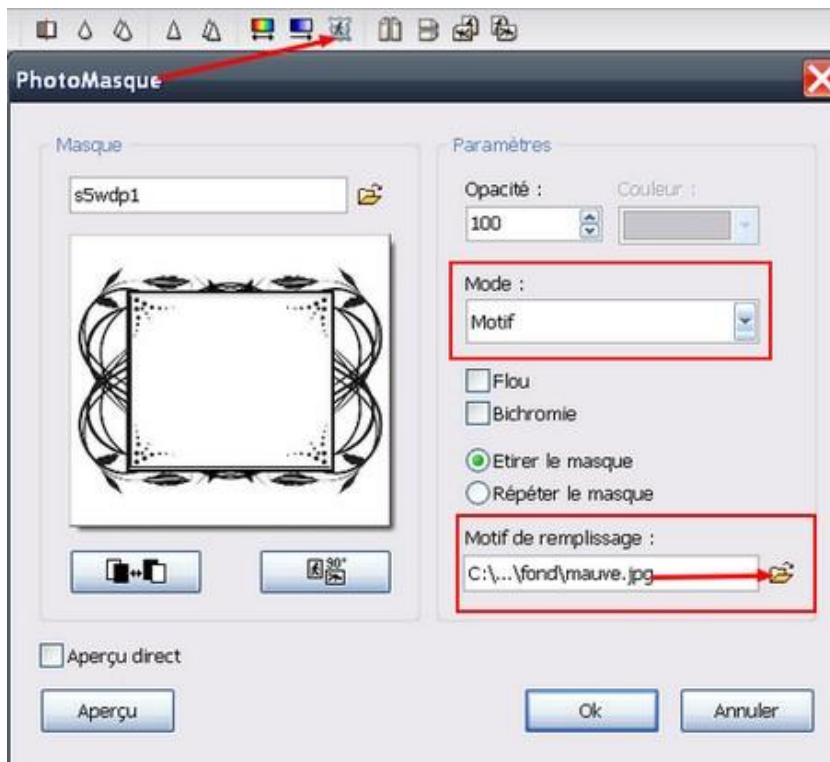 PhotoMasque
Masque
s5wdp1
Paramètres
Opacité :
Couleur :
100
Mode :
Motif
Flou
Bichromie
Etirer le masque
Répéter le masque
Motif de remplissage :
C:\...\fond\mauve.jpg
90°
Aperçu direct
Aperçu
Ok
Annuler